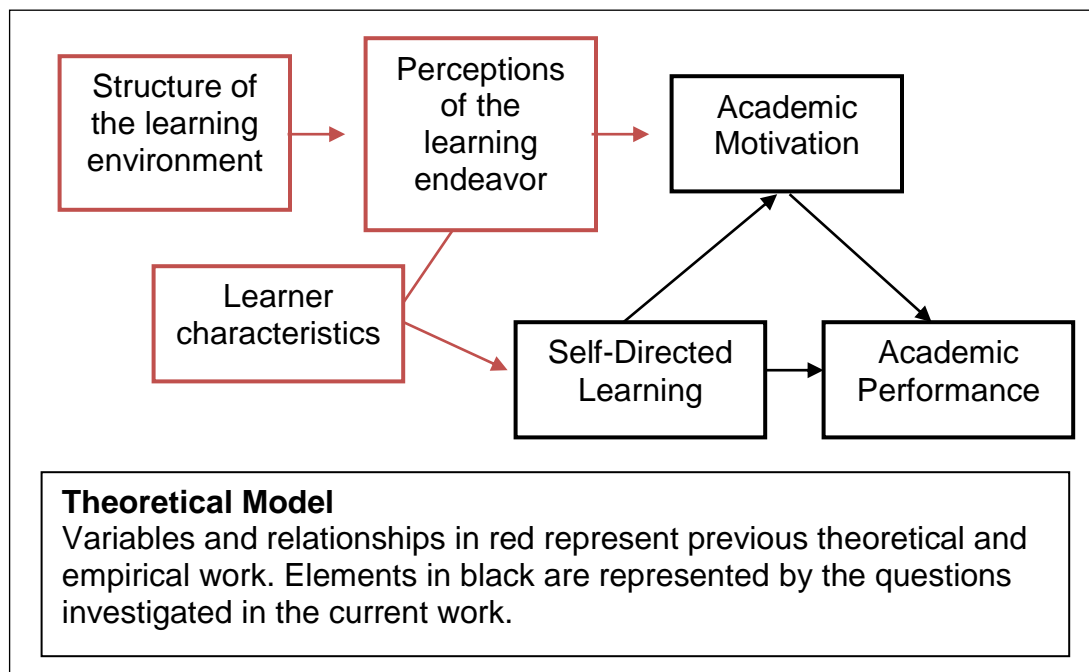 Structure of
the learning
environment
Perceptions
of the
learning
endeavor
Academic
Motivation
Learner
characteristics
Self-Directed
Learning
Academic
Performance
Theoretical Model
Variables and relationships in red represent previous theoretical and
empirical work. Elements in black are represented by the questions
investigated in the current work.